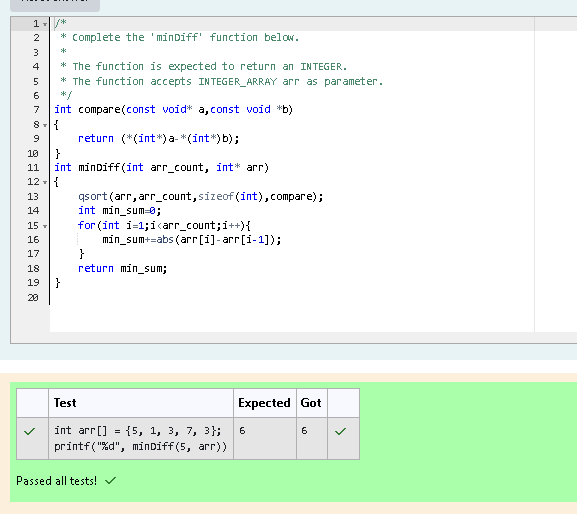 1 /*
2 * Complete the 'minDiff' function below.
3 *
4 * The function is expected to return an INTEGER.
5 * The function accepts INTEGER_ARRAY arr as parameter.
6 */
7 int compare(const void* a,const void *b)
8 {
9 return (*(int*)a-*(int*)b);
10 }
11 int minDiff(int arr_count, int* arr)
12 {
13 qsort(arr,arr_count,sizeof(int),compare);
14 int min_sum=0;
15 for(int i=1;i<arr_count;i++){
16 min_sum+=abs(arr[i]-arr[i-1]);
17 }
18 return min_sum;
19 }
20
Test Expected Got
int arr[] = {5, 1, 3, 7, 3}; 6 6
printf("%d", minDiff(5, arr))
Passed all tests!